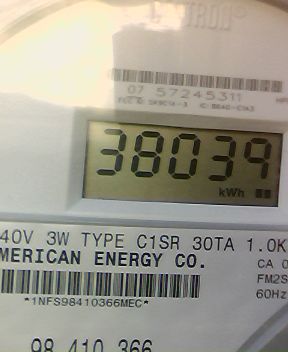 TRON®
07 57245311
38039
kWh
40V 3W TYPE C1SR 30TA 1.0K
MERICAN ENERGY CO.
CA 0
FM2S
60Hz
*1NFS98410366MEC*
98 410 366